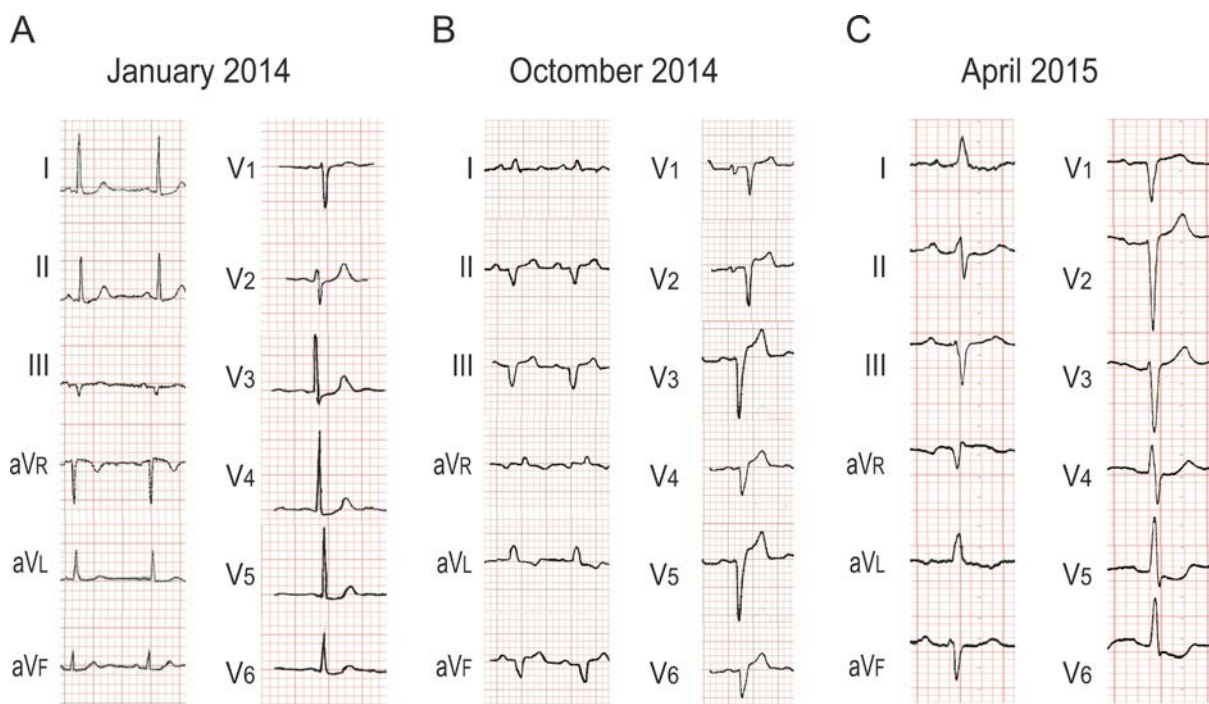 A
January 2014
I
II
III
aVR
aVL
aVF
V1
V2
V3
V4
V5
V6
B
Octomber 2014
I
II
III
aVR
aVL
aVF
V1
V2
V3
V4
V5
V6
C
April 2015
I
II
III
aVR
aVL
aVF
V1
V2
V3
V4
V5
V6